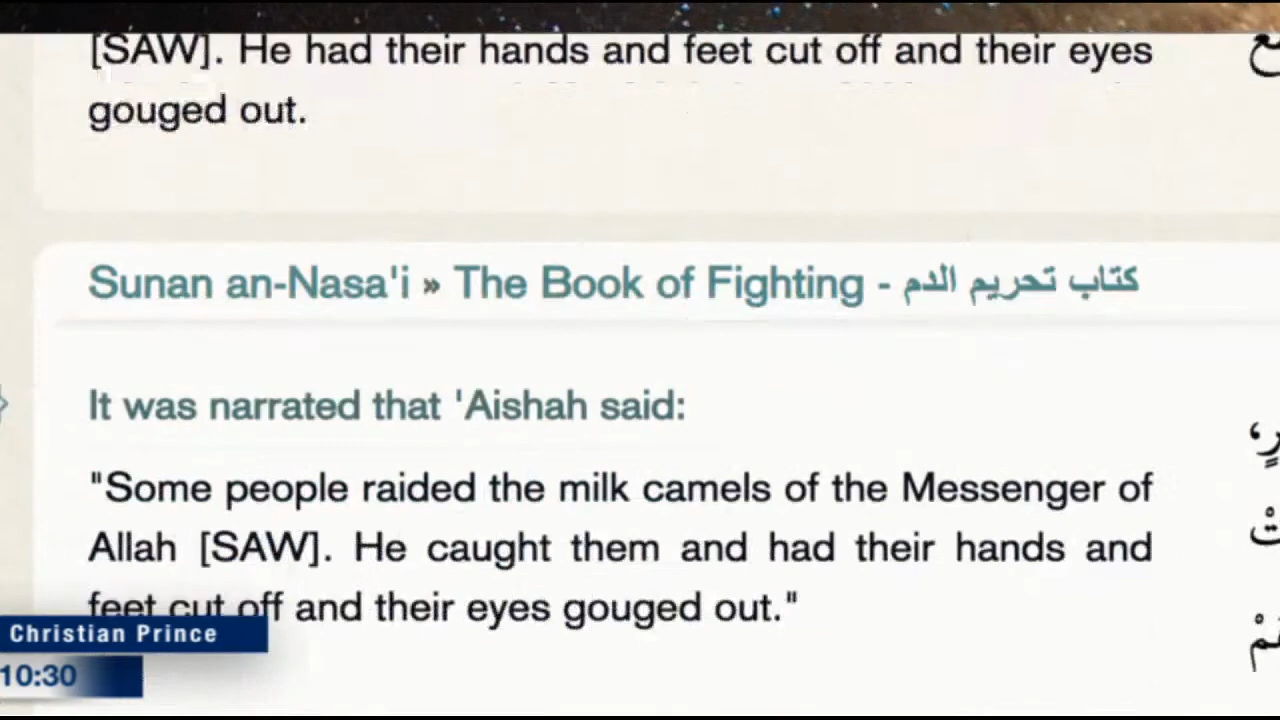 [SAW]. He had their hands and feet cut off and their eyes
gouged out.
Sunan an-Nasa'i » The Book of Fighting - كتاب تحريم الدم
It was narrated that 'Aishah said:
"Some people raided the milk camels of the Messenger of
Allah [SAW]. He caught them and had their hands and
feet cut off and their eyes gouged out."
Christian Prince
10:30